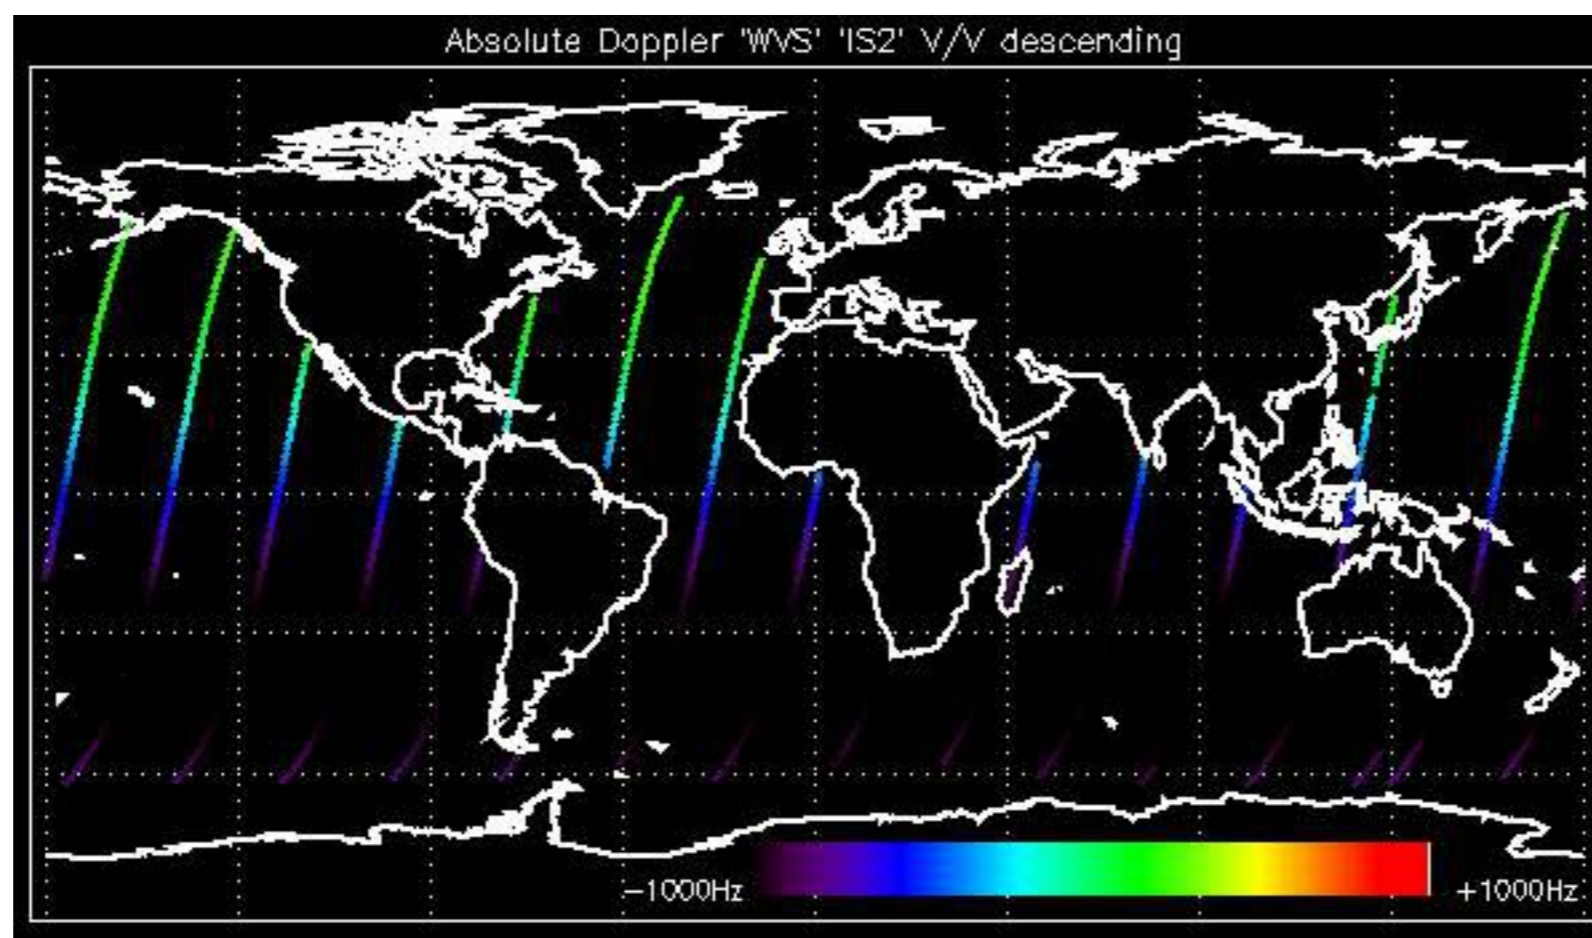 Absolute Doppler 'WVS' 'IS2' V/V descending
−1000Hz
+1000Hz